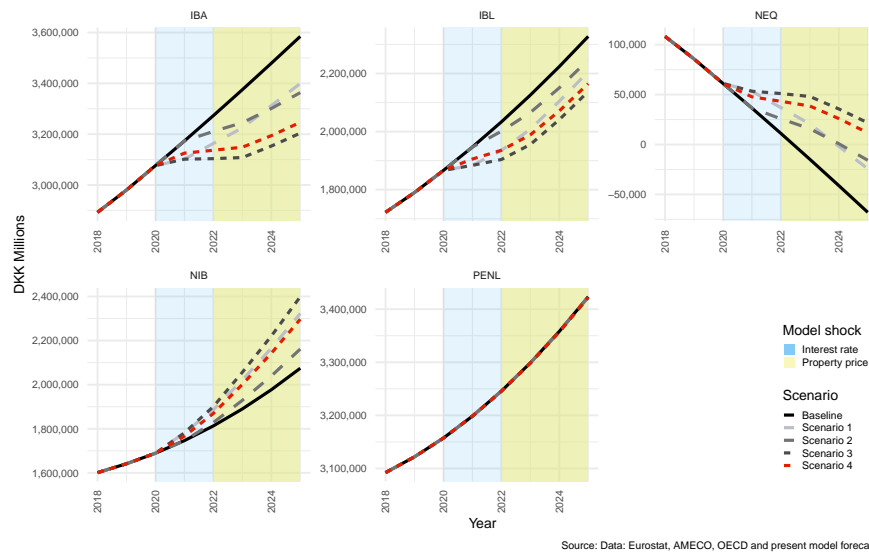 IBA
IBL
NEQ
3,600,000
3,400,000
3,200,000
3,000,000
2,200,000
2,000,000
1,800,000
100,000
50,000
0
−50,000
2018
2020
2022
2024
2018
2020
2022
2024
2018
2020
2022
2024
DKK Millions
NIB
PENL
2,400,000
2,200,000
2,000,000
1,800,000
1,600,000
3,400,000
3,300,000
3,200,000
3,100,000
2018
2020
2022
2024
2018
2020
2022
2024
Year
Model shock
Interest rate
Property price
Scenario
Baseline
Scenario 1
Scenario 2
Scenario 3
Scenario 4
Source: Data: Eurostat, AMECO, OECD and present model foreca